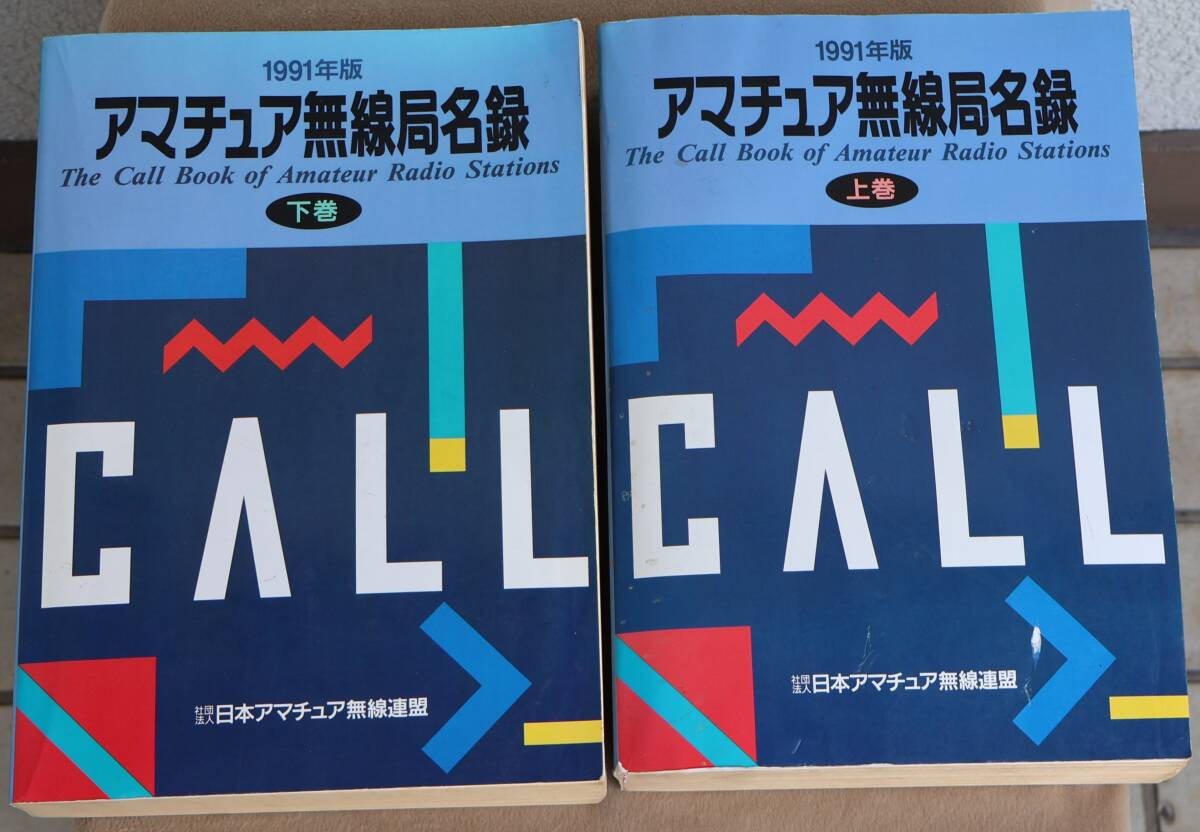 1991年版
アマチュア無線局名録
The Call Book of Amateur Radio Stations
下巻
CALL
社団法人 日本アマチュア無線連盟
1991年版
アマチュア無線局名録
The Call Book of Amateur Radio Stations
上巻
CALL
社団法人 日本アマチュア無線連盟